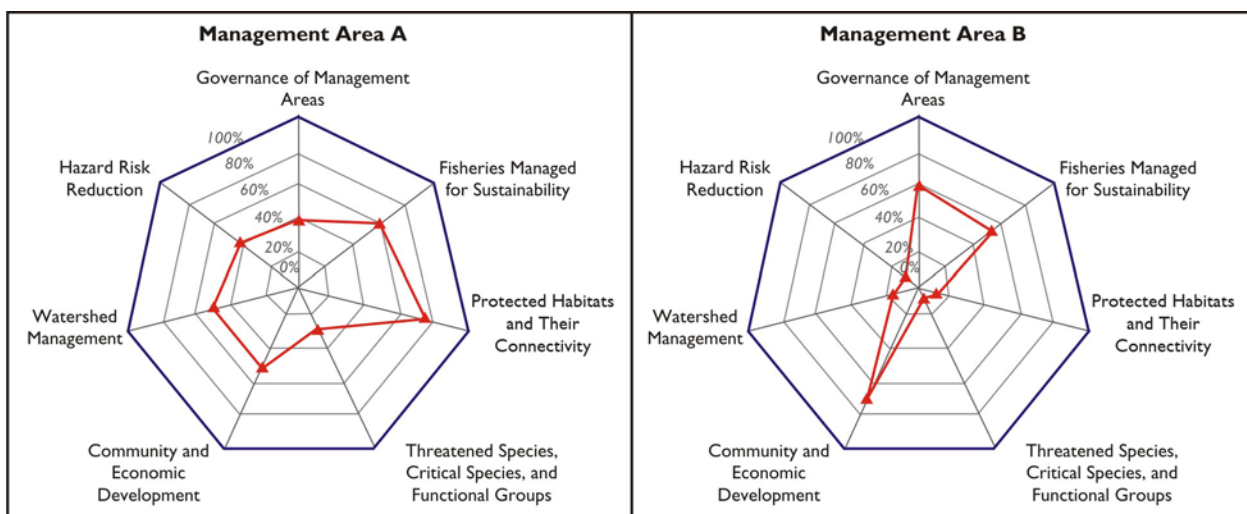 Management Area A
Governance of Management
Areas
100%
80%
60%
40%
20%
0%
Hazard Risk
Reduction
Fisheries Managed
for Sustainability
Watershed
Management
Protected Habitats
and Their
Connectivity
Community and
Economic
Development
Threatened Species,
Critical Species, and
Functional Groups
Management Area B
Governance of Management
Areas
100%
80%
60%
40%
20%
0%
Hazard Risk
Reduction
Fisheries Managed
for Sustainability
Watershed
Management
Protected Habitats
and Their
Connectivity
Community and
Economic
Development
Threatened Species,
Critical Species, and
Functional Groups